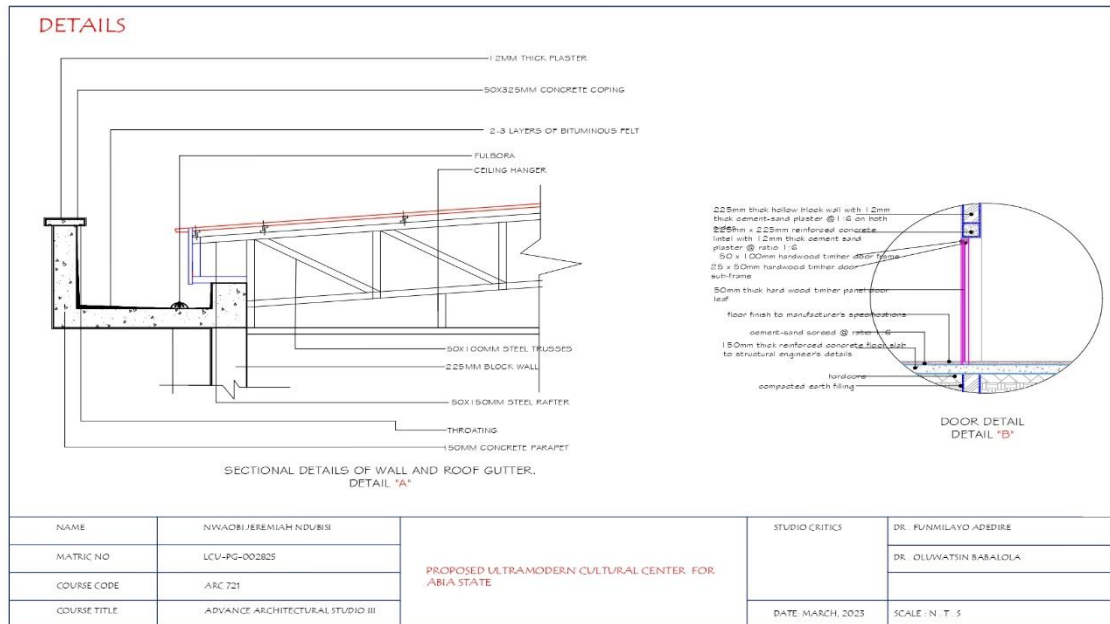 DETAILS
12MM THICK PLASTER
50X325MM CONCRETE COPING
2-3 LAYERS OF BITUMINOUS FELT
FULBORA
CEILING HANGER
50X100MM STEEL TRUSSES
225MM BLOCK WALL
50X150MM STEEL RAFTER
THROATING
150MM CONCRETE PARAPET
SECTIONAL DETAILS OF WALL AND ROOF GUTTER.
DETAIL "A"
225mm thick hollow block wall with 12mm
thick cement-sand plaster @1:6 on both
sides
225mm x 225mm reinforced concrete
lintel with 12mm thick cement sand
plaster @ ratio 1:6
50 x 100mm hardwood timber door frame
25 x 50mm hardwood timber door
sub-frame
50mm thick hard wood timber panel door
leaf
floor finish to manufacturer's specifications
cement-sand screed @ ratio 1:6
150mm thick reinforced concrete floor slab
to structural engineer's details
hardcore
compacted earth filling
DOOR DETAIL
DETAIL "B"
NAME
NWAOBI JEREMIAH NDUBISI
MATRIC NO
LCU-PG-002825
COURSE CODE
ARC 721
COURSE TITLE
ADVANCE ARCHITECTURAL STUDIO III
PROPOSED ULTRAMODERN CULTURAL CENTER FOR
ABIA STATE
STUDIO CRITICS
DR . FUNMILAYO ADEDIRE
DR OLUWATSIN BABALOLA
DATE: MARCH, 2023
SCALE : N . T . S